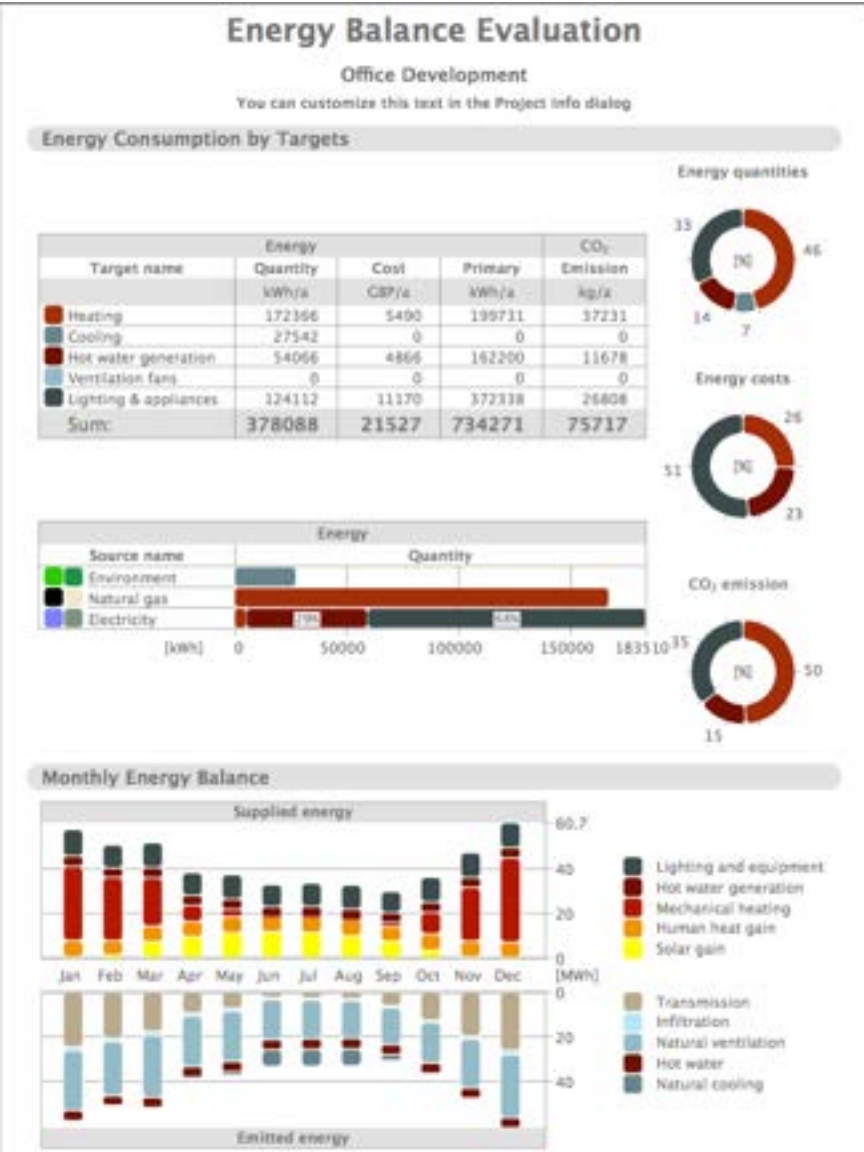 Energy Balance Evaluation
Office Development
You can customize this text in the Project Info dialog
Energy Consumption by Targets
Energy quantities
33
46
[%]
14
7
Energy CO₂
Target name Quantity Cost Primary Emission
kWh/a GBP/a kWh/a kg/a
Heating 172366 5490 199731 37231
Cooling 27542 0 0 0
Hot water generation 54066 4866 162200 11678
Ventilation fans 0 0 0 0
Lighting & appliances 124112 11170 372338 26808
Sum: 378088 21527 734271 75717
Energy costs
26
51
[%]
23
Energy
Source name Quantity
Environment
Natural gas
Electricity 29% 68%
[kWh] 0 50000 100000 150000 183510
CO₂ emission
35
[%]
50
15
Monthly Energy Balance
Supplied energy
60.7
40
20
0
Jan Feb Mar Apr May Jun Jul Aug Sep Oct Nov Dec [MWh]
0
20
40
Emitted energy
Lighting and equipment
Hot water generation
Mechanical heating
Human heat gain
Solar gain
Transmission
Infiltration
Natural ventilation
Hot water
Natural cooling